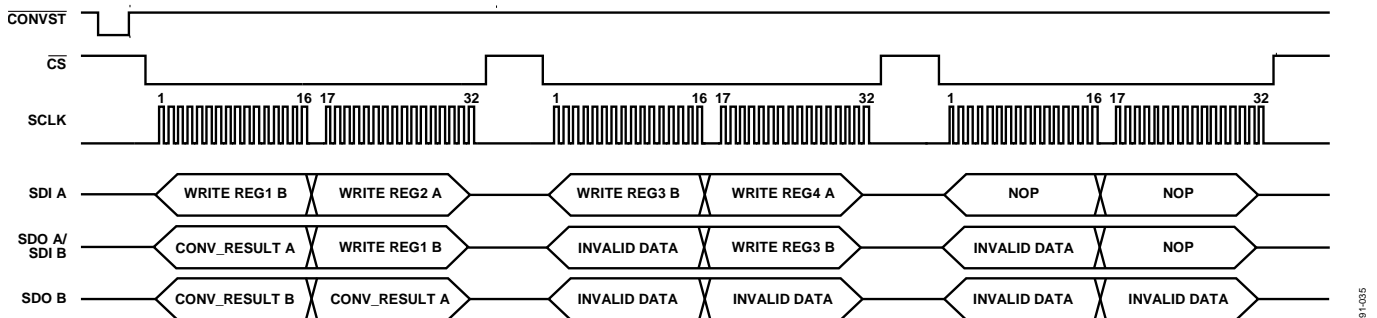 CONVST
CS
1 16 17 32 1 16 17 32 1 16 17 32
SCLK
SDI A WRITE REG1 B WRITE REG2 A WRITE REG3 B WRITE REG4 A NOP NOP
SDO A/
SDI B CONV_RESULT A WRITE REG1 B INVALID DATA WRITE REG3 B INVALID DATA NOP
SDO B CONV_RESULT B CONV_RESULT A INVALID DATA INVALID DATA INVALID DATA INVALID DATA
91-035